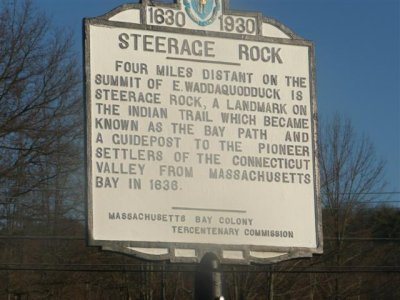 1630 1930
STEERAGE ROCK
FOUR MILES DISTANT ON THE
SUMMIT OF E. WADDAQUODDUCK IS
STEERAGE ROCK, A LANDMARK ON
THE INDIAN TRAIL WHICH BECAME
KNOWN AS THE BAY PATH AND
A GUIDEPOST TO THE PIONEER
SETTLERS OF THE CONNECTICUT
VALLEY FROM MASSACHUSETTS
BAY IN 1636.
MASSACHUSETTS BAY COLONY
TERCENTENARY COMMISSION